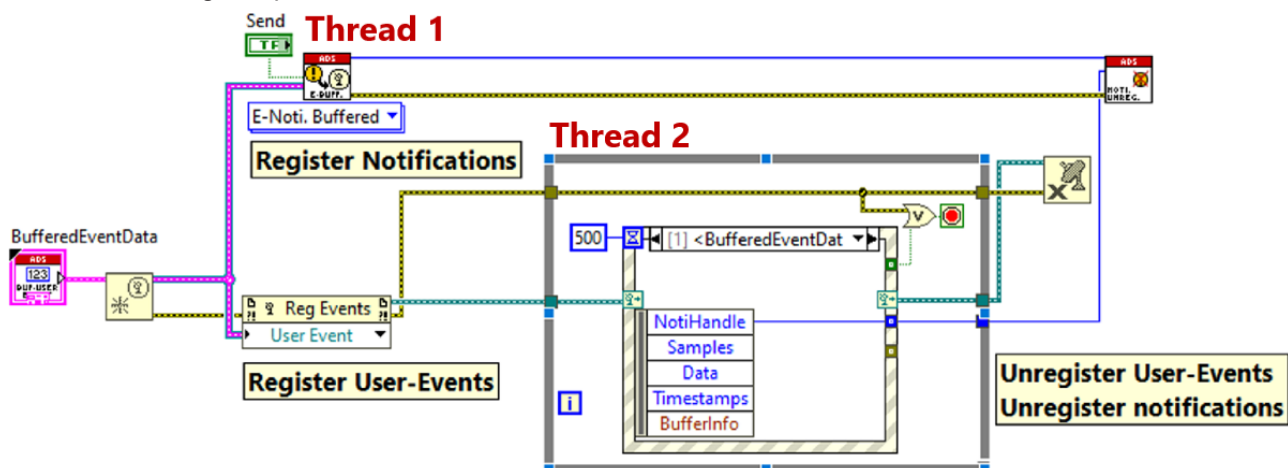 Send
Thread 1
TF
ADS
E-BUFF.
ADS
NOTI.
UNREG.
E-Noti. Buffered
Register Notifications
Thread 2
BufferedEventData
ADS
123
BUF-USER
500
[1] <BufferedEventDat
V
X
Reg Events
User Event
NotiHandle
Samples
Data
Timestamps
BufferInfo
Register User-Events
i
Unregister User-Events
Unregister notifications